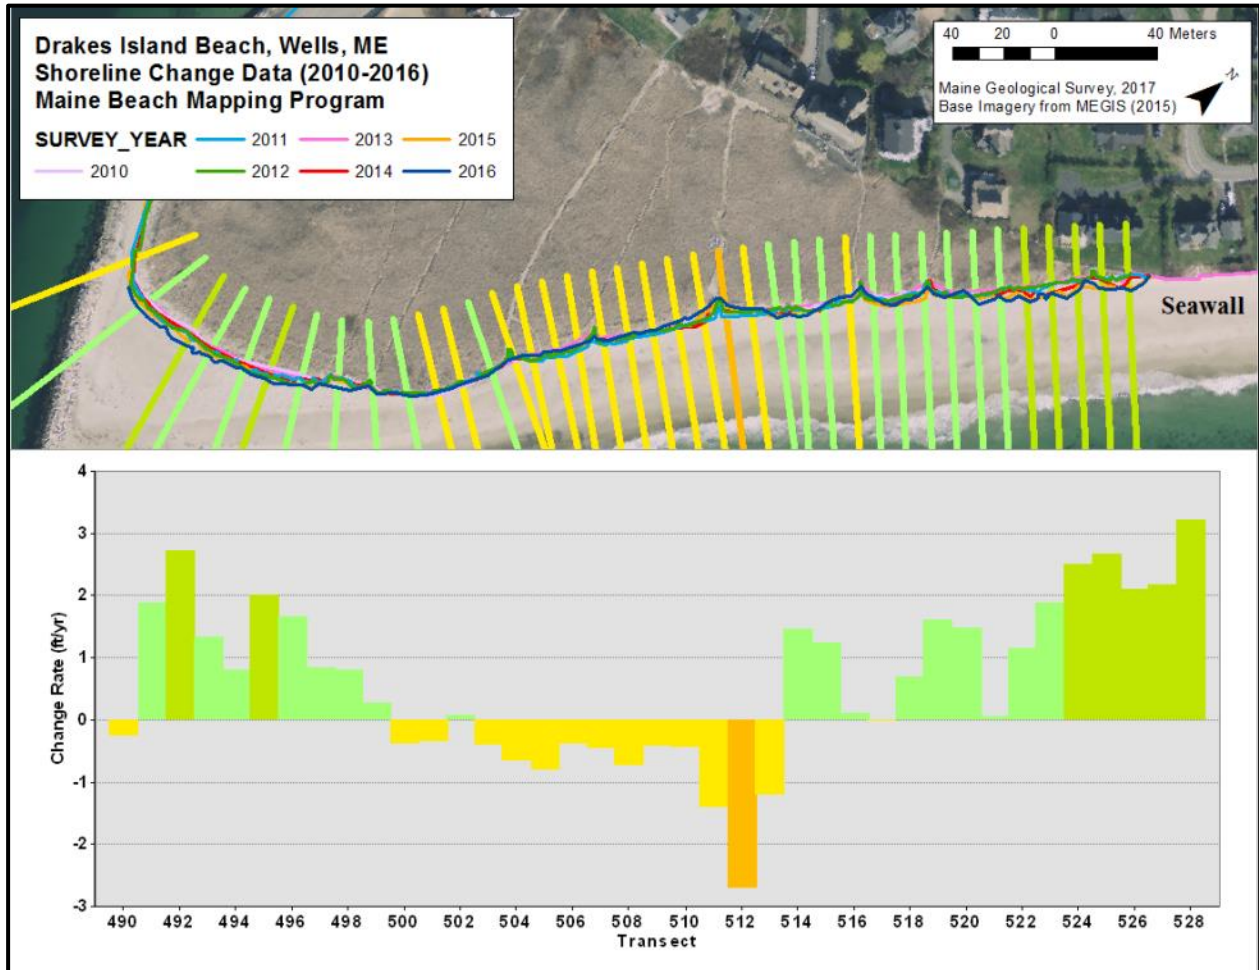 Drakes Island Beach, Wells, ME
Shoreline Change Data (2010-2016)
Maine Beach Mapping Program
SURVEY_YEAR 2011 2013 2015
2010 2012 2014 2016
40 20 0 40 Meters
Maine Geological Survey, 2017
Base Imagery from MEGIS (2015)
N
Seawall
4
3
2
1
0
-1
-2
-3
Change Rate (ft/yr)
490 492 494 496 498 500 502 504 506 508 510 512 514 516 518 520 522 524 526 528
Transect